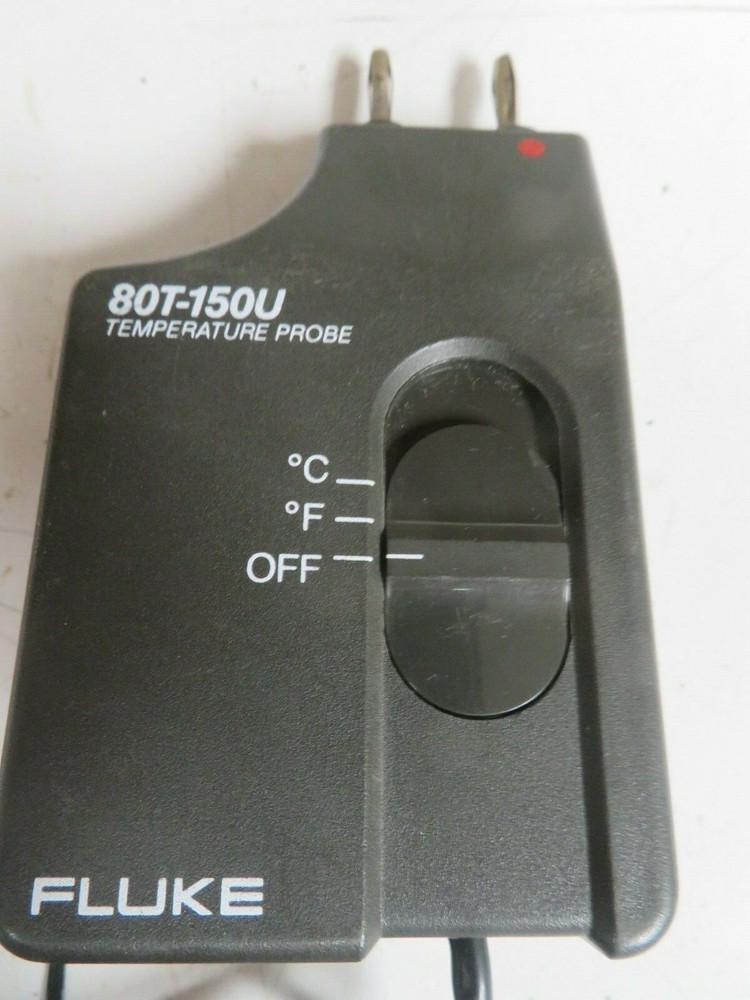 80T-150U
TEMPERATURE PROBE
°C
°F
OFF
FLUKE